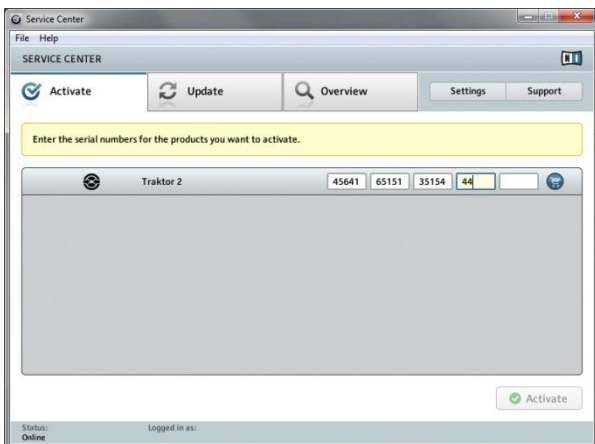 Service Center
File Help
SERVICE CENTER
NI
Activate Update Overview Settings Support
Enter the serial numbers for the products you want to activate.
Traktor 2 45641 65151 35154 44
Activate
Status: Logged in as:
Online